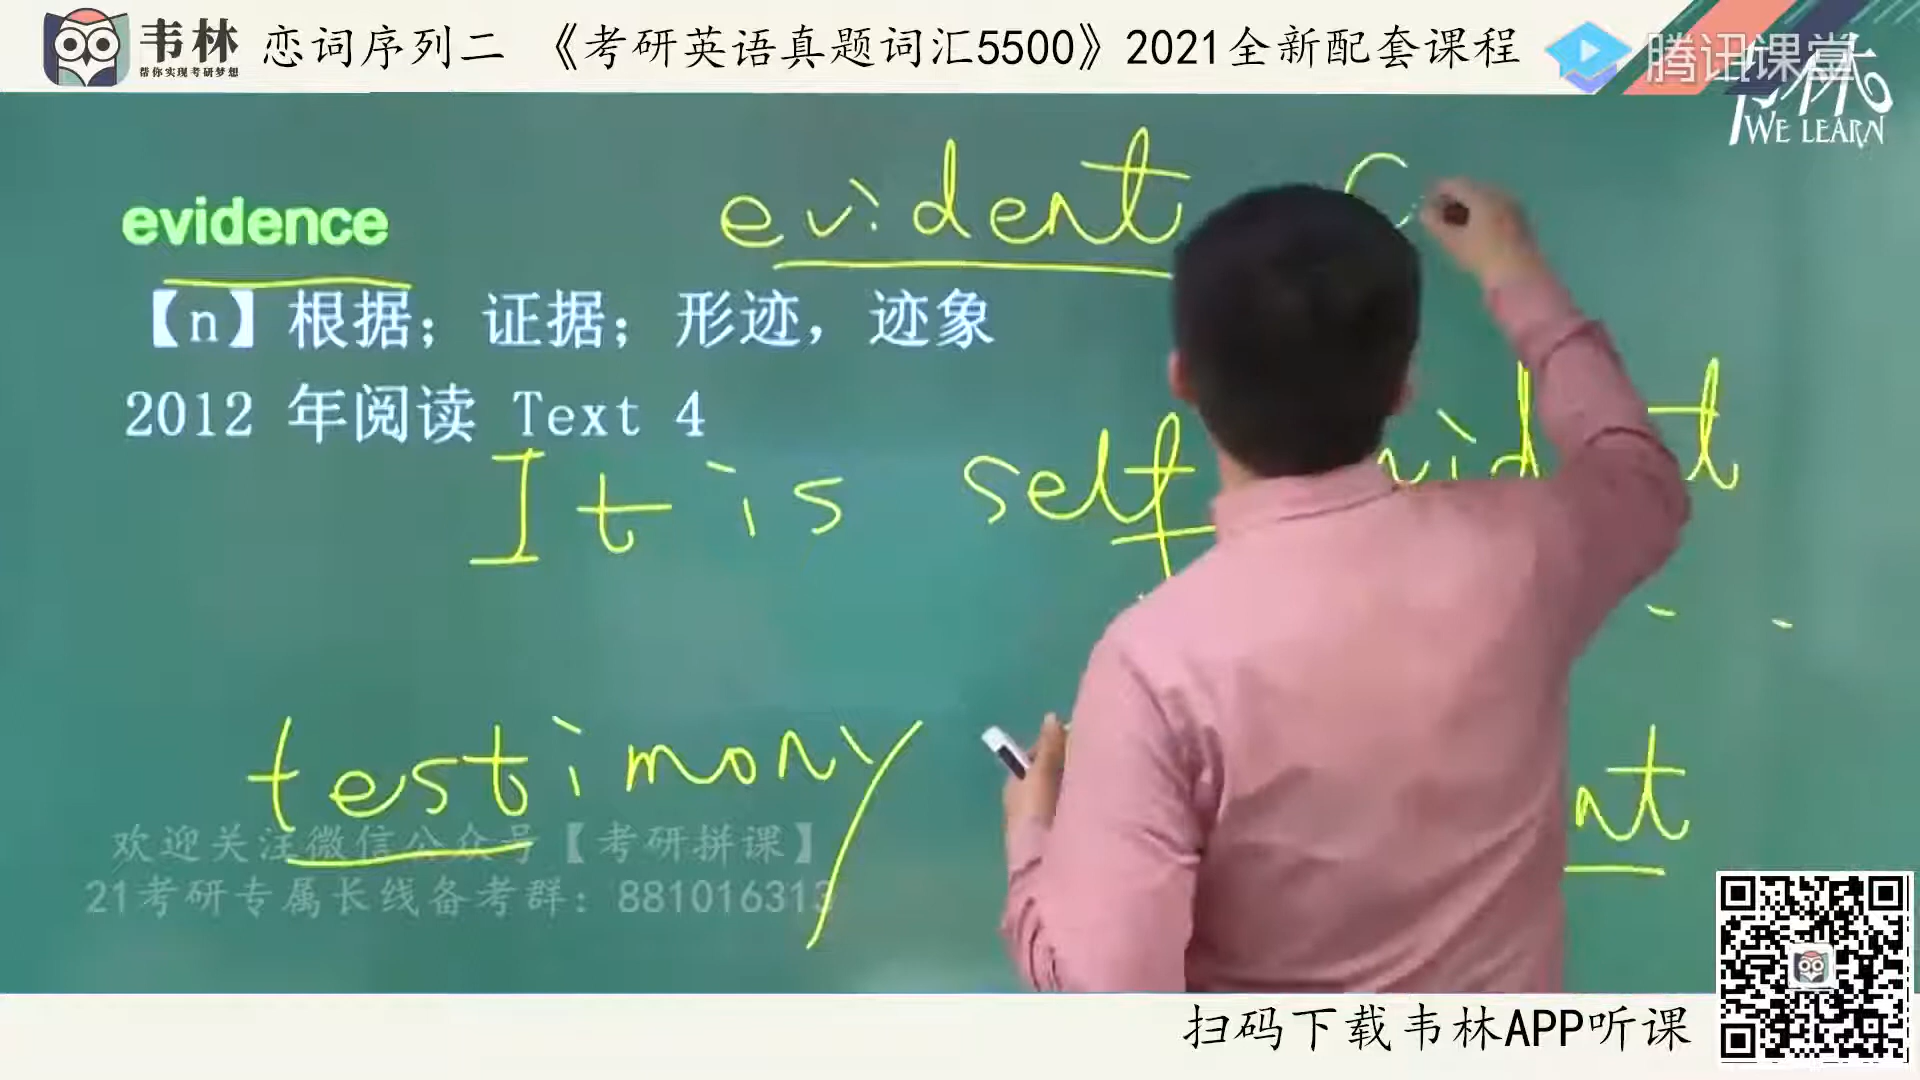 韦林
帮你实现考研梦想
恋词序列二 《考研英语真题词汇5500》2021全新配套课程
腾讯课堂
韦林
WE LEARN
evident
evidence
【n】根据；证据；形迹，迹象
2012 年阅读 Text 4
It is self
testimony
nt
欢迎关注微信公众号【考研拼课】
21考研专属长线备考群：881016313
扫码下载韦林APP听课